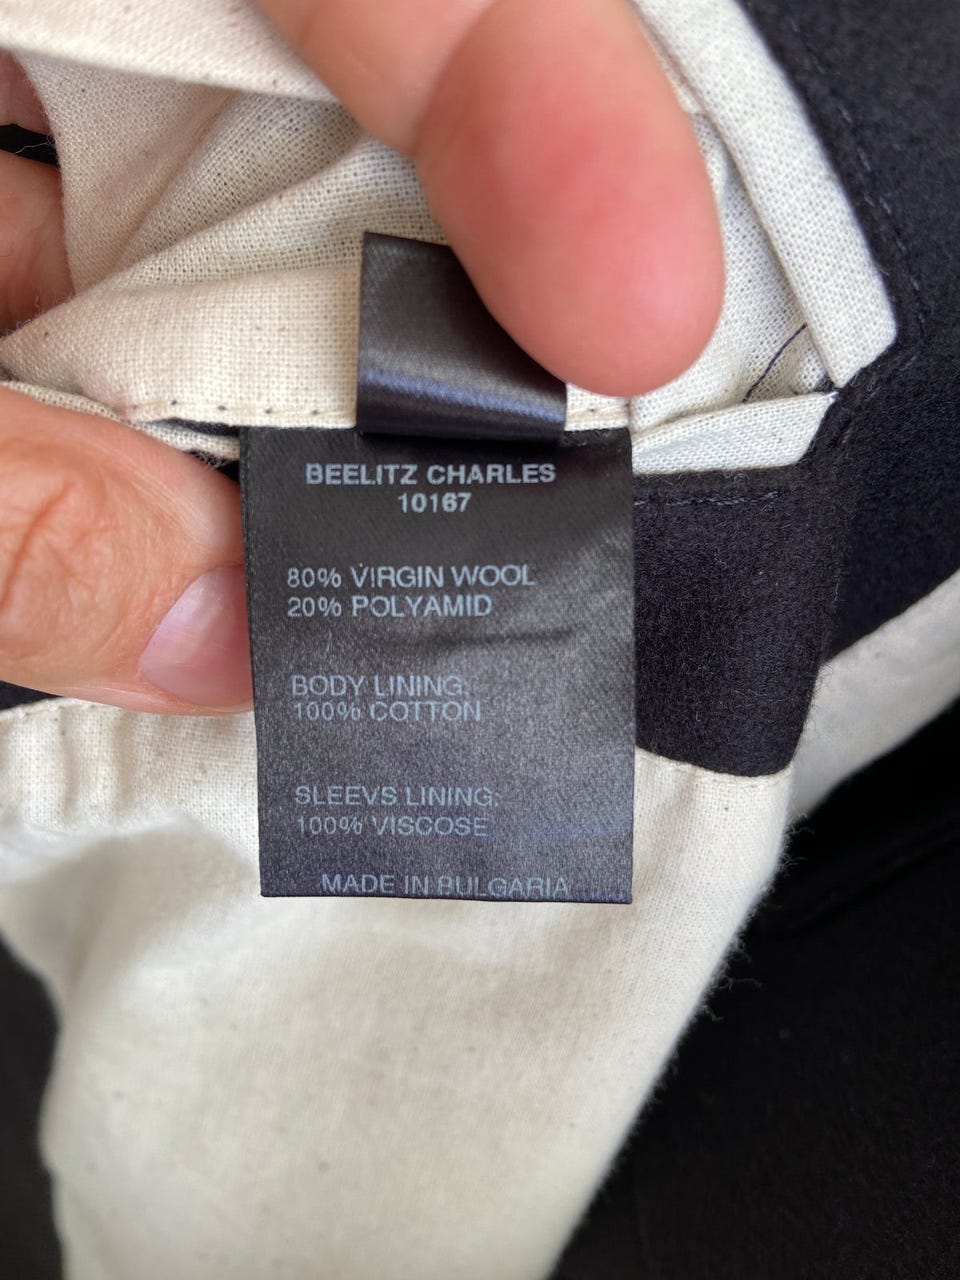 BEELITZ CHARLES
10167
80% VIRGIN WOOL
20% POLYAMID
BODY LINING:
100% COTTON
SLEEVS LINING:
100% VISCOSE
MADE IN BULGARIA